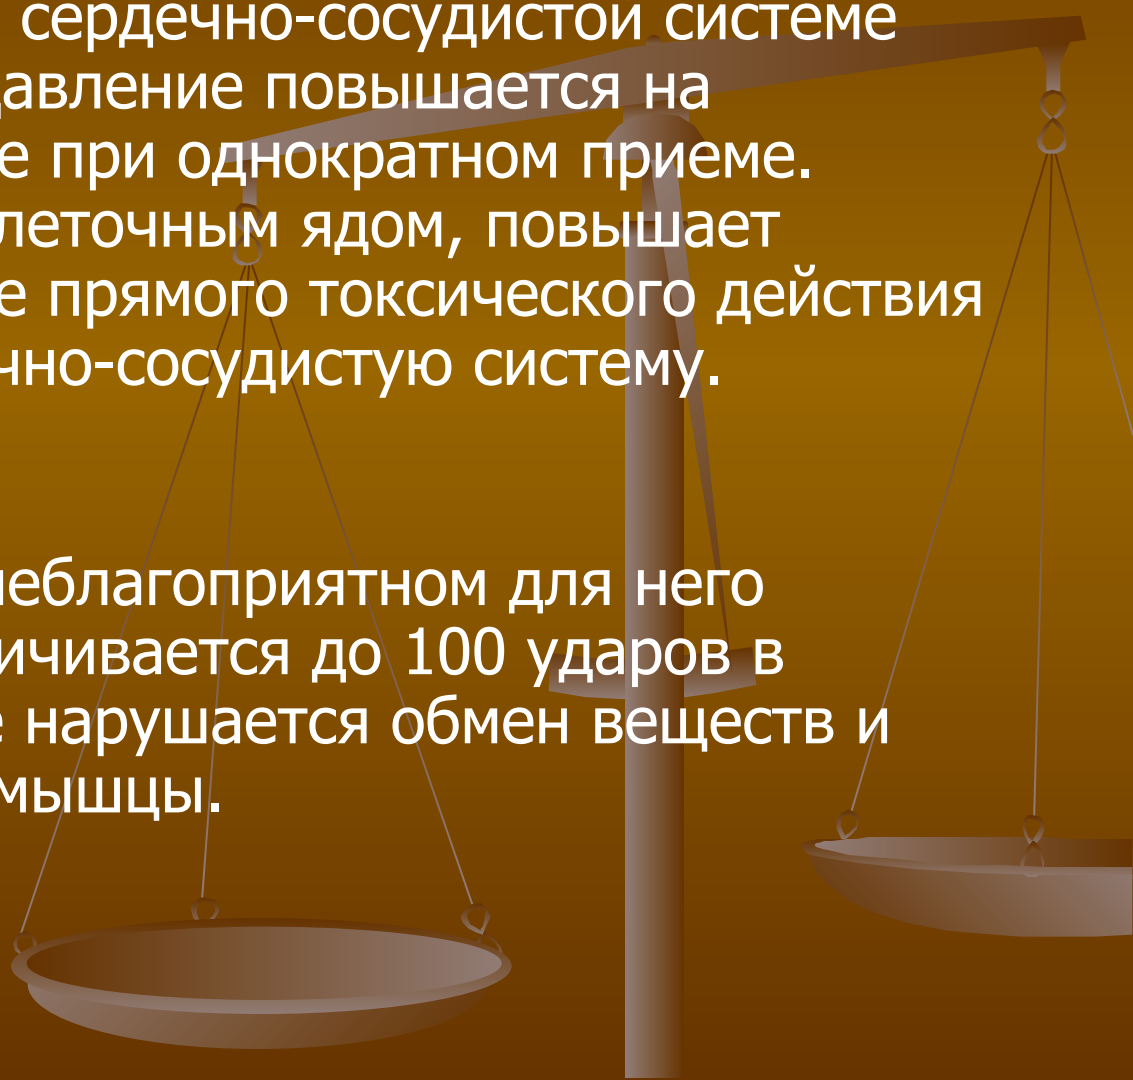 сердечно-сосудистой системе
давление повышается на
е при однократном приеме.
леточным ядом, повышает
е прямого токсического действия
чно-сосудистую систему.
неблагоприятном для него
ичивается до 100 ударов в
е нарушается обмен веществ и
мышцы.